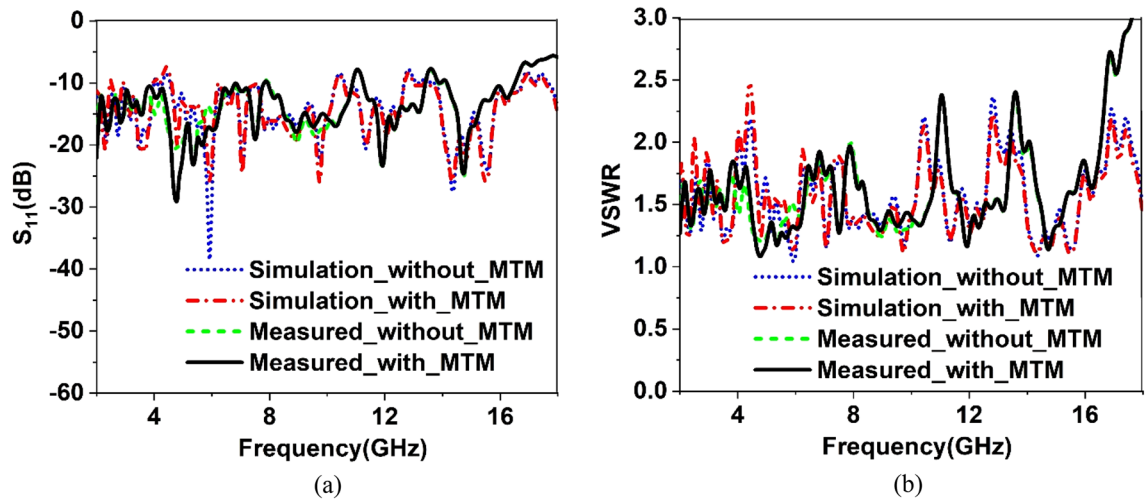 0
-10
-20
-30
-40
-50
-60
S11(dB)
Simulation_without_MTM
Simulation_with_MTM
Measured_without_MTM
Measured_with_MTM
4 8 12 16
Frequency(GHz)
(a)
3.0
2.5
2.0
1.5
1.0
0.5
0.0
VSWR
Simulation_without_MTM
Simulation_with_MTM
Measured_without_MTM
Measured_with_MTM
4 8 12 16
Frequency(GHz)
(b)